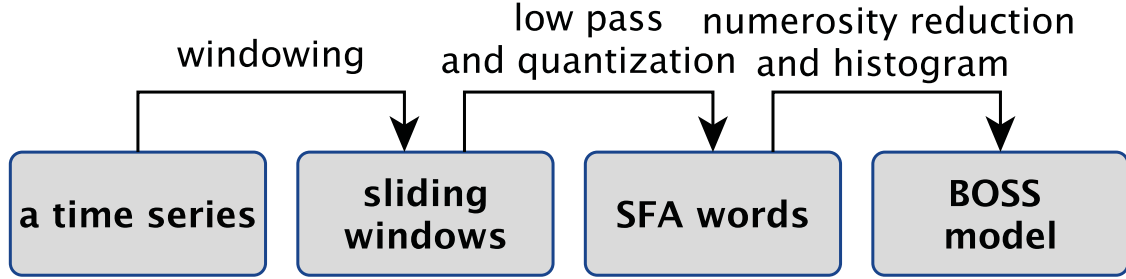 windowing
low pass
and quantization
numerosity reduction
and histogram
a time series
sliding
windows
SFA words
BOSS
model